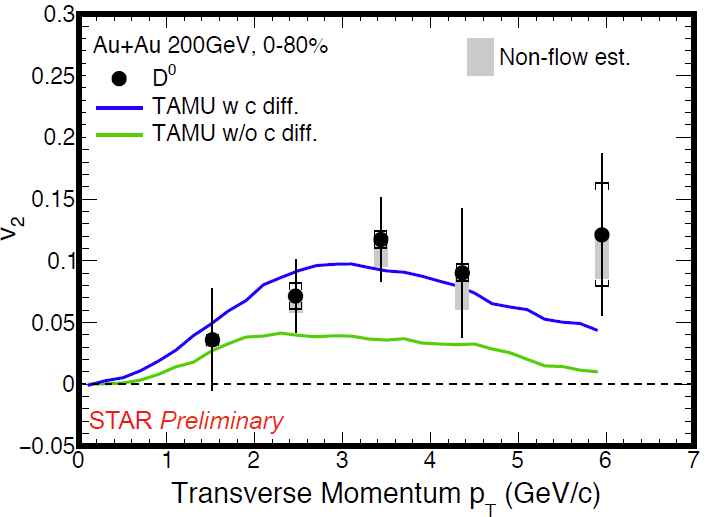 0.3
0.25
0.2
0.15
0.1
0.05
0
−0.05
v2
Au+Au 200GeV, 0-80%
D0
TAMU w c diff.
TAMU w/o c diff.
Non-flow est.
STAR Preliminary
0 1 2 3 4 5 6 7
Transverse Momentum pT (GeV/c)